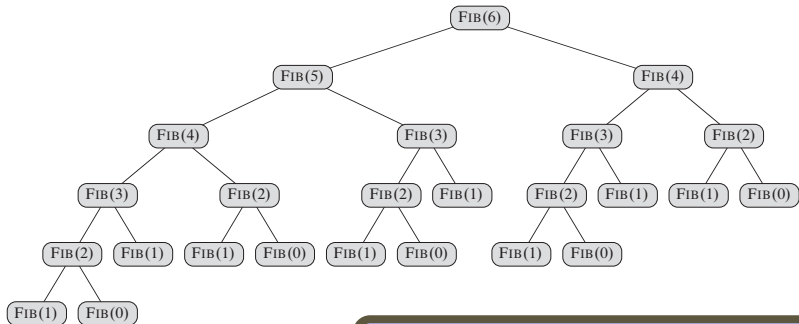 FIB(6)
FIB(5) FIB(4)
FIB(4) FIB(3) FIB(3) FIB(2)
FIB(3) FIB(2) FIB(2) FIB(1) FIB(2) FIB(1) FIB(1) FIB(0)
FIB(2) FIB(1) FIB(1) FIB(0) FIB(1) FIB(0) FIB(1) FIB(0)
FIB(1) FIB(0)